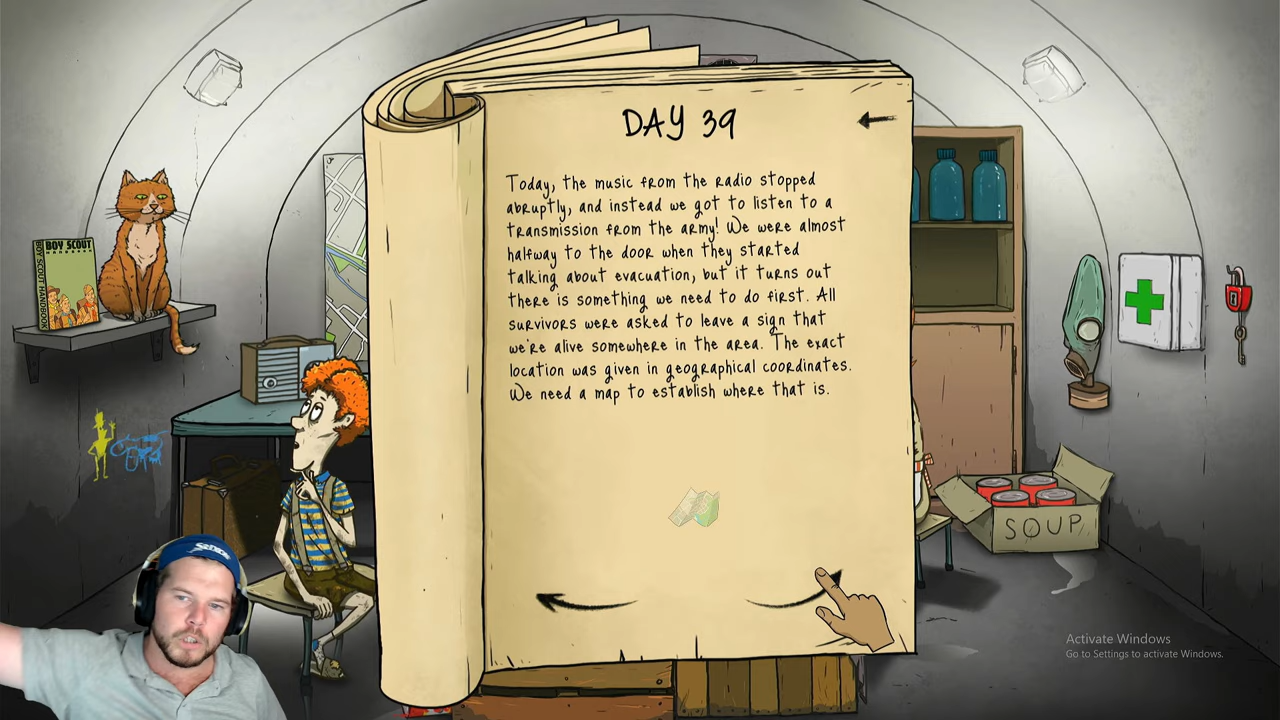 DAY 39
Today, the music from the radio stopped
abruptly, and instead we got to listen to a
transmission from the army! We were almost
halfway to the door when they started
talking about evacuation, but it turns out
there is something we need to do first. All
survivors were asked to leave a sign that
we're alive somewhere in the area. The exact
location was given in geographical coordinates.
We need a map to establish where that is.
BOY SCOUT
BOY SCOUT HANDBOOK
SOUP
Activate Windows
Go to Settings to activate Windows.